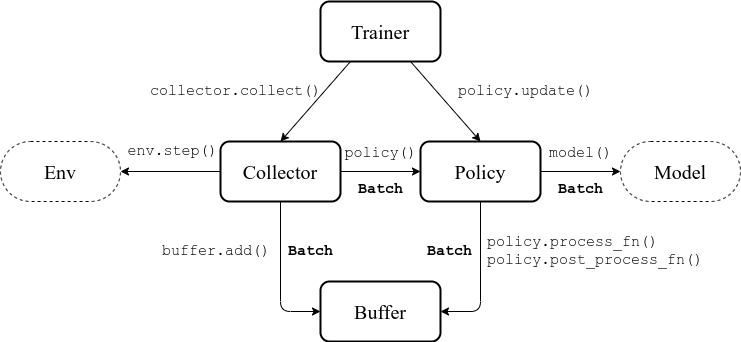 Trainer
collector.collect()
policy.update()
env.step()
policy()
model()
Env
Collector
Batch
Policy
Batch
Model
buffer.add()
Batch
Batch
policy.process_fn()
policy.post_process_fn()
Buffer